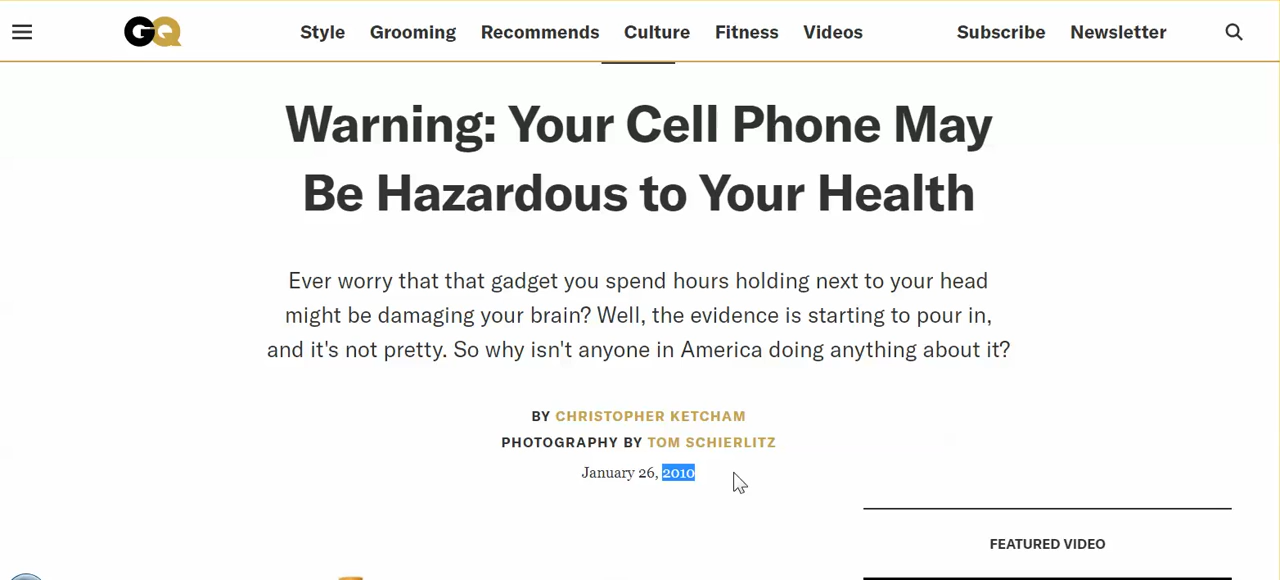 GQ Style Grooming Recommends Culture Fitness Videos Subscribe Newsletter
Warning: Your Cell Phone May
Be Hazardous to Your Health
Ever worry that that gadget you spend hours holding next to your head
might be damaging your brain? Well, the evidence is starting to pour in,
and it's not pretty. So why isn't anyone in America doing anything about it?
BY CHRISTOPHER KETCHAM
PHOTOGRAPHY BY TOM SCHIERLITZ
January 26, 2010
FEATURED VIDEO